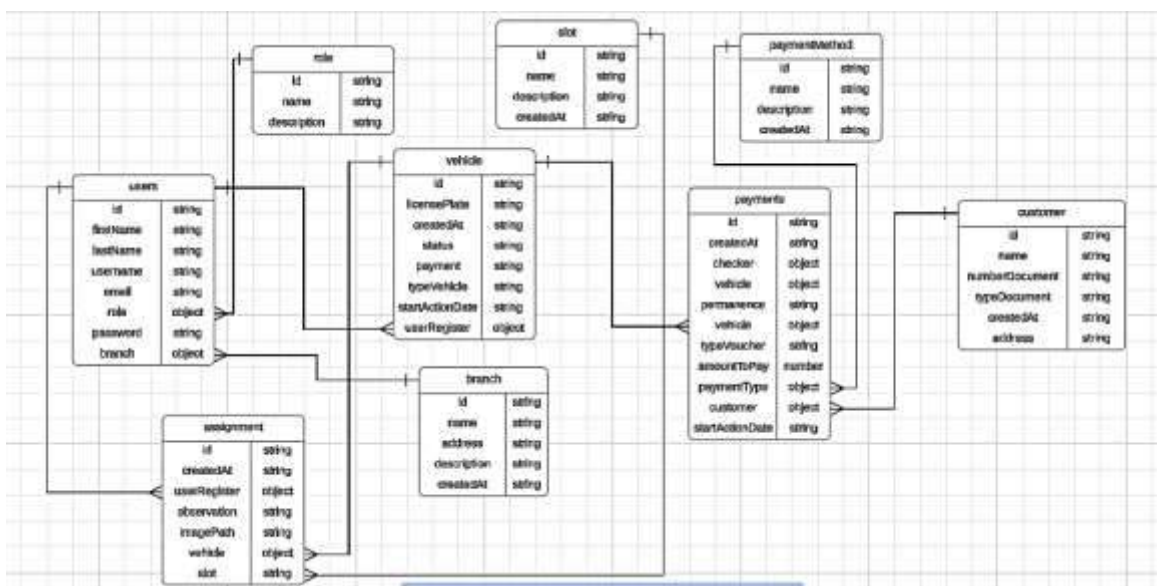 slot
id string
name string
description string
createdAt string
paymentMethod
id string
name string
description string
createdAt string
role
id string
name string
description string
vehicle
id string
licensePlate string
createdAt string
status string
payment string
typeVehicle string
startActionDate string
userRegister object
users
id string
firstName string
lastName string
username string
email string
role object
password string
branch object
payments
id string
createdAt string
checker object
vehicle object
permanence string
vehicle object
typeVoucher string
amountToPay number
paymentType object
customer object
startActionDate string
customer
id string
name string
numberDocument string
typeDocument string
createdAt string
address string
branch
id string
name string
address string
description string
createdAt string
assignment
id string
createdAt string
userRegister object
observation string
imagePath string
vehicle object
slot string